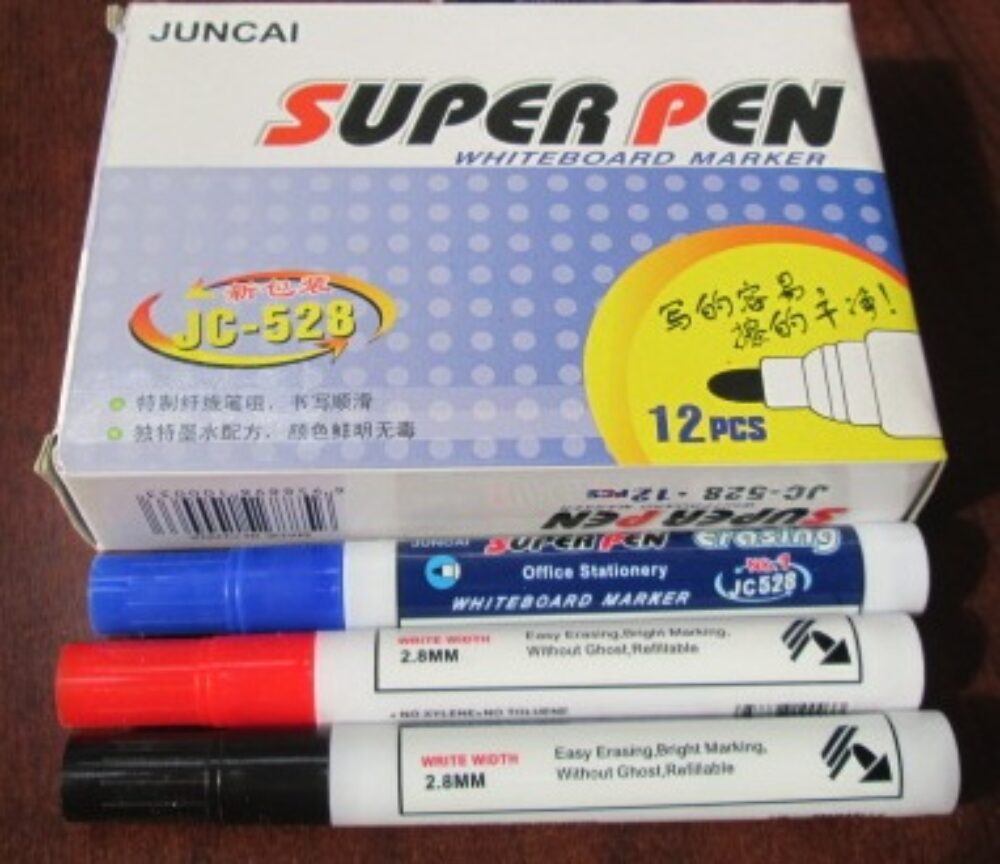 JUNCAI
SUPER PEN
WHITEBOARD MARKER
新包装
JC-528
写的容易
擦的干净!
特制纤维笔咀，书写顺滑
独特墨水配方，颜色鲜明无毒
12PCS
JC-528 · 12PCS
SUPER PEN
JUNCAI
SUPER PEN erasing
Office Stationery
No.1
JC528
WHITEBOARD MARKER
WRITE WIDTH
2.8MM
Easy Erasing,Bright Marking,
Without Ghost,Refillable
NO XYLENE NO TOLUENE
WRITE WIDTH
2.8MM
Easy Erasing,Bright Marking,
Without Ghost,Refillable